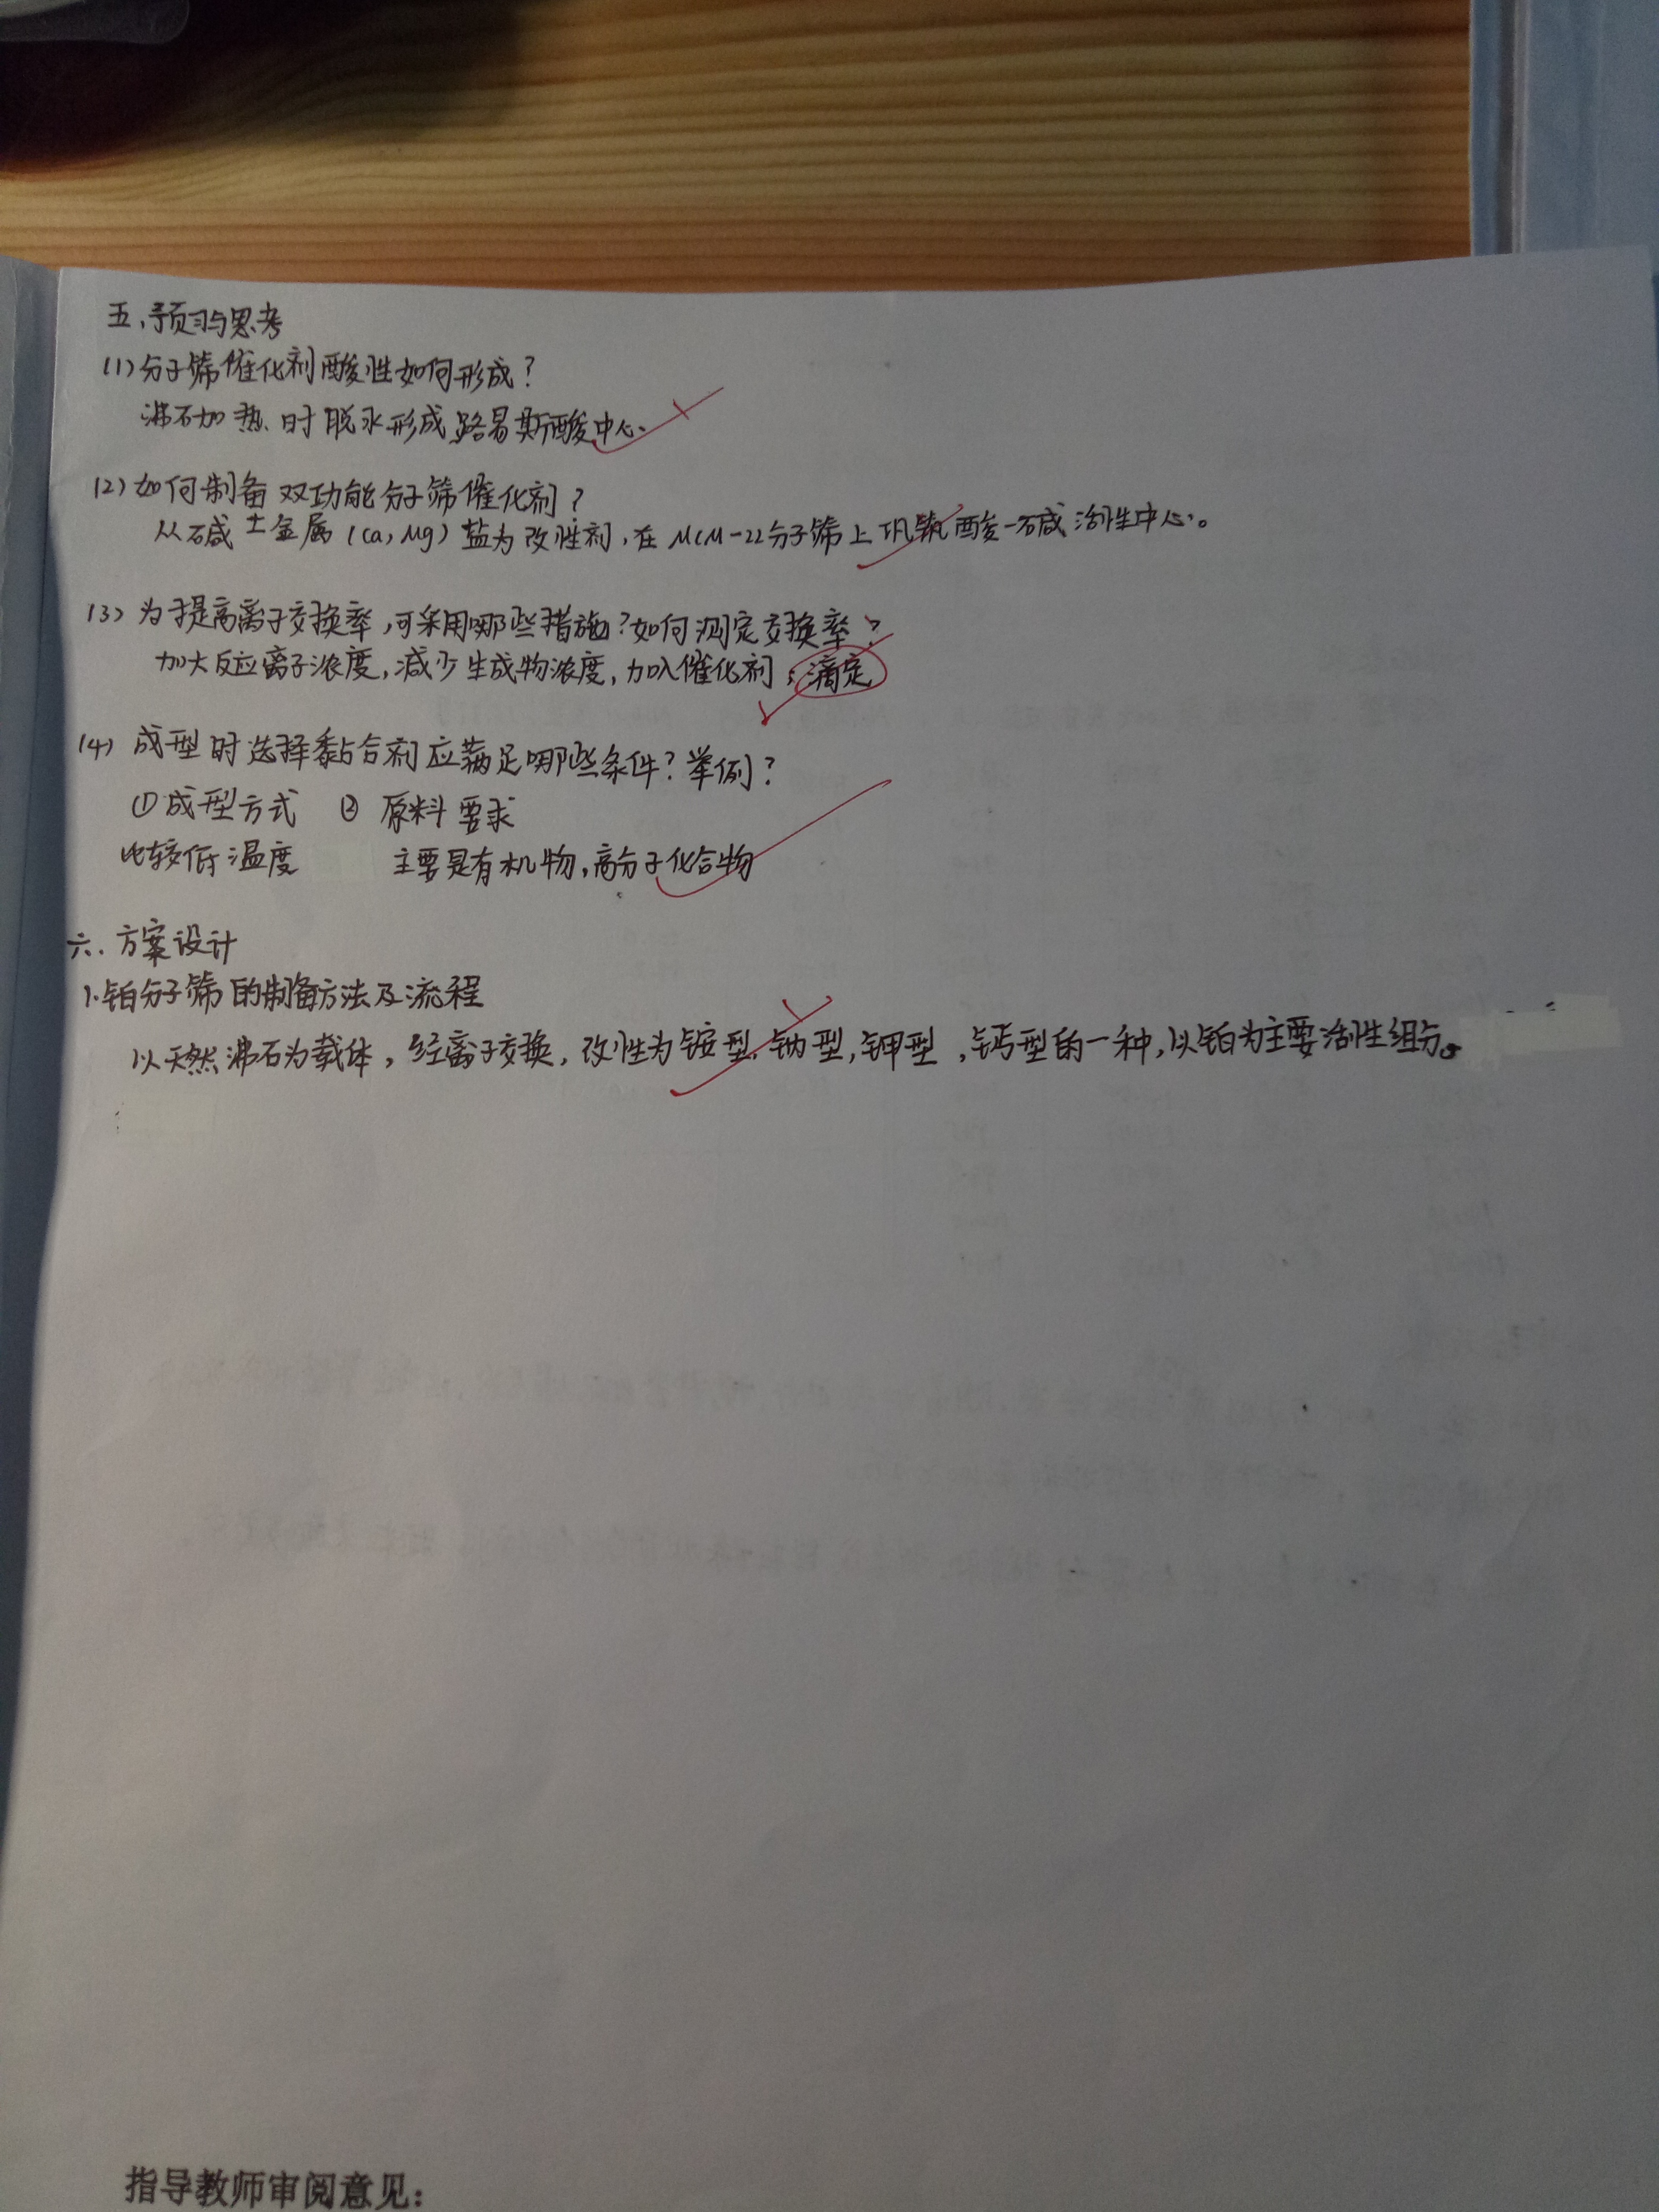 五、预习与思考
(1) 分子筛催化剂酸性如何形成?
沸石加热时脱水形成路易斯酸中心.
(2) 如何制备双功能分子筛催化剂?
从碱土金属(Ca, Mg)盐为改性剂,在MCM-22分子筛上巩筑酸-碱活性中心。
(3) 为提高离子交换率,可采用哪些措施?如何测定交换率?
加大反应离子浓度,减少生成物浓度,加入催化剂;滴定
(4) 成型时选择黏合剂应满足哪些条件?举例?
①成型方式 ② 原料要求
比较低温度 主要是有机物,高分子化合物
六.方案设计
1.铂分子筛的制备方法及流程
以天然沸石为载体,经离子交换,改性为铵型.钠型,钾型,钙型的一种,以铂为主要活性组分。
指导教师审阅意见: